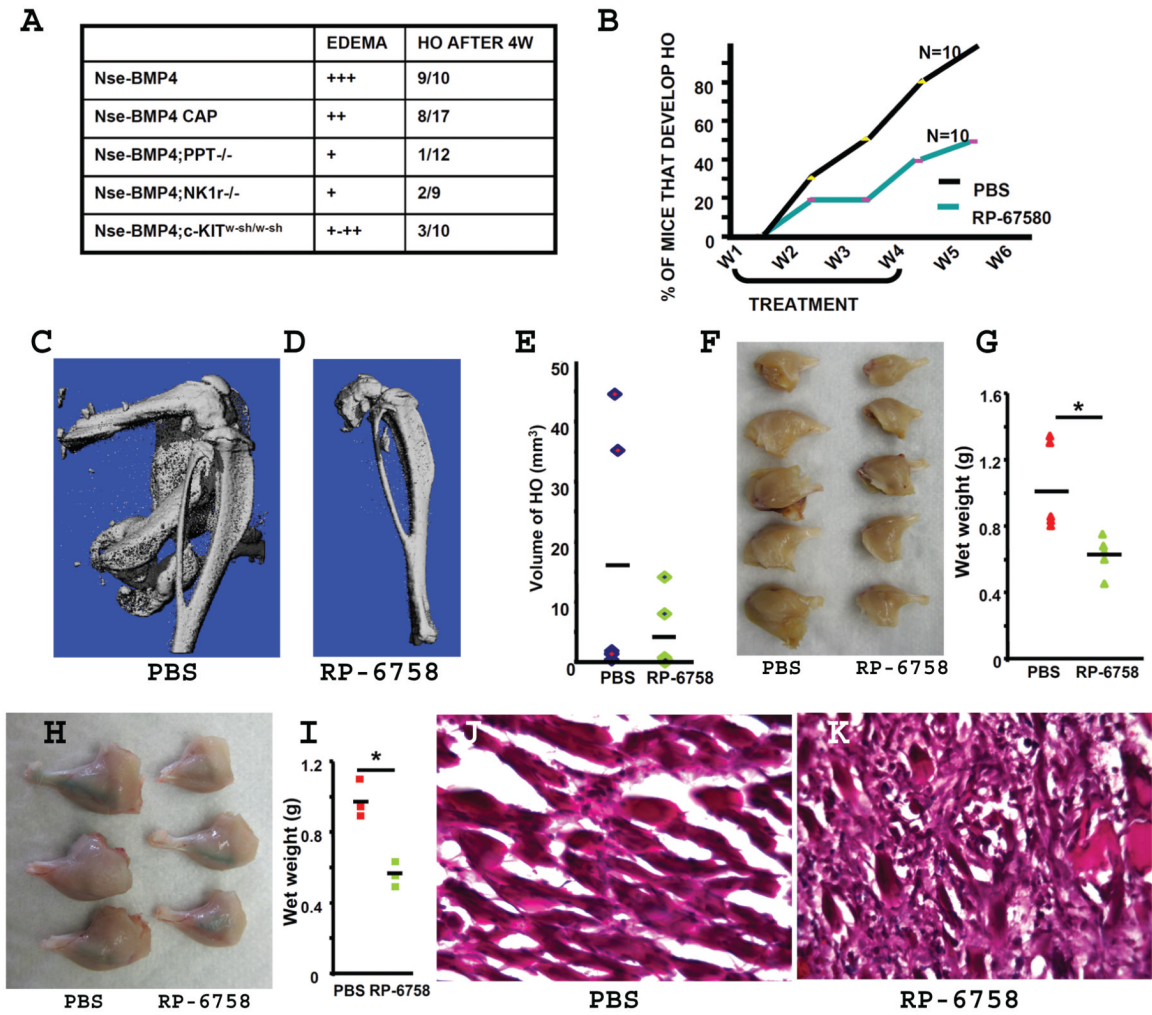 A
EDEMA HO AFTER 4W
Nse-BMP4 +++ 9/10
Nse-BMP4 CAP ++ 8/17
Nse-BMP4;PPT-/- + 1/12
Nse-BMP4;NK1r-/- + 2/9
Nse-BMP4;c-KITw-sh/w-sh +-++ 3/10
B
% OF MICE THAT DEVELOP HO
80
60
40
20
0
N=10
N=10
PBS
RP-67580
W1 W2 W3 W4 W5 W6
TREATMENT
C
PBS
D
RP-6758
E
Volume of HO (mm3)
50
40
30
20
10
0
PBS RP-6758
F
PBS RP-6758
G
Wet weight (g)
1.6
1.2
0.8
0.4
0
*
PBS RP-6758
H
PBS RP-6758
I
Wet weight (g)
1.2
0.8
0.4
0
*
PBS RP-6758
J
PBS
K
RP-6758